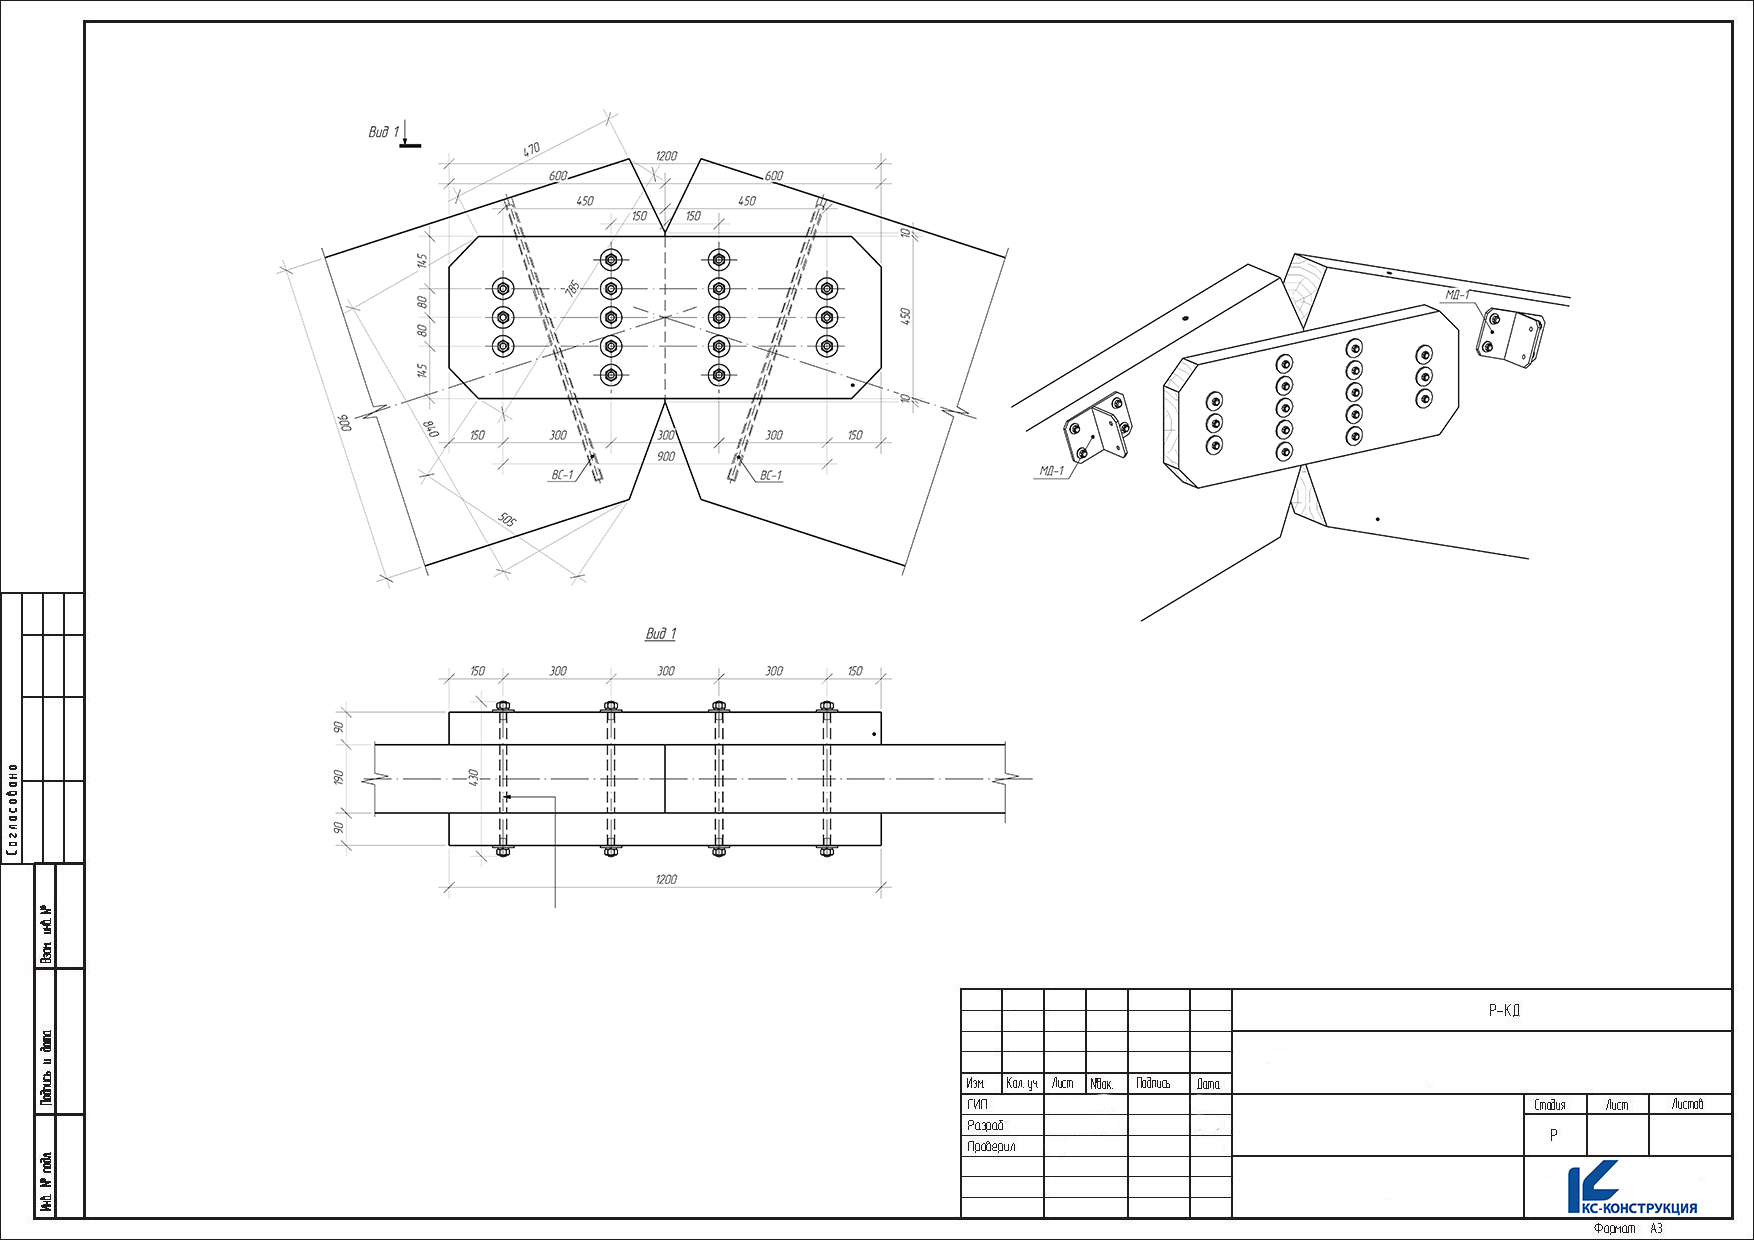 Вид 1
470
1200
600
600
450
450
150
150
10
145
80
80
145
785
450
10
900
840
150
300
300
300
150
900
ВС-1
ВС-1
505
МД-1
МД-1
Вид 1
150
300
300
300
150
90
190
90
430
1200
Согласовано
Взам. инв. №
Подпись и дата
Инв. № подл.
Р-КД
Изм.
Кол. уч
Лист
№док.
Подпись
Дата
ГИП
Разраб
Проверил
Стадия
Лист
Листов
Р
КС-КОНСТРУКЦИЯ
Формат А3